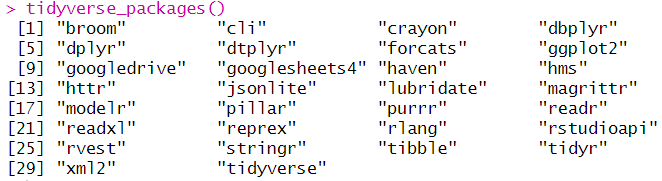 > tidyverse_packages()
[1] "broom" "cli" "crayon" "dbplyr"
[5] "dplyr" "dtplyr" "forcats" "ggplot2"
[9] "googledrive" "googlesheets4" "haven" "hms"
[13] "httr" "jsonlite" "lubridate" "magrittr"
[17] "modelr" "pillar" "purrr" "readr"
[21] "readxl" "reprex" "rlang" "rstudioapi"
[25] "rvest" "stringr" "tibble" "tidyr"
[29] "xml2" "tidyverse"